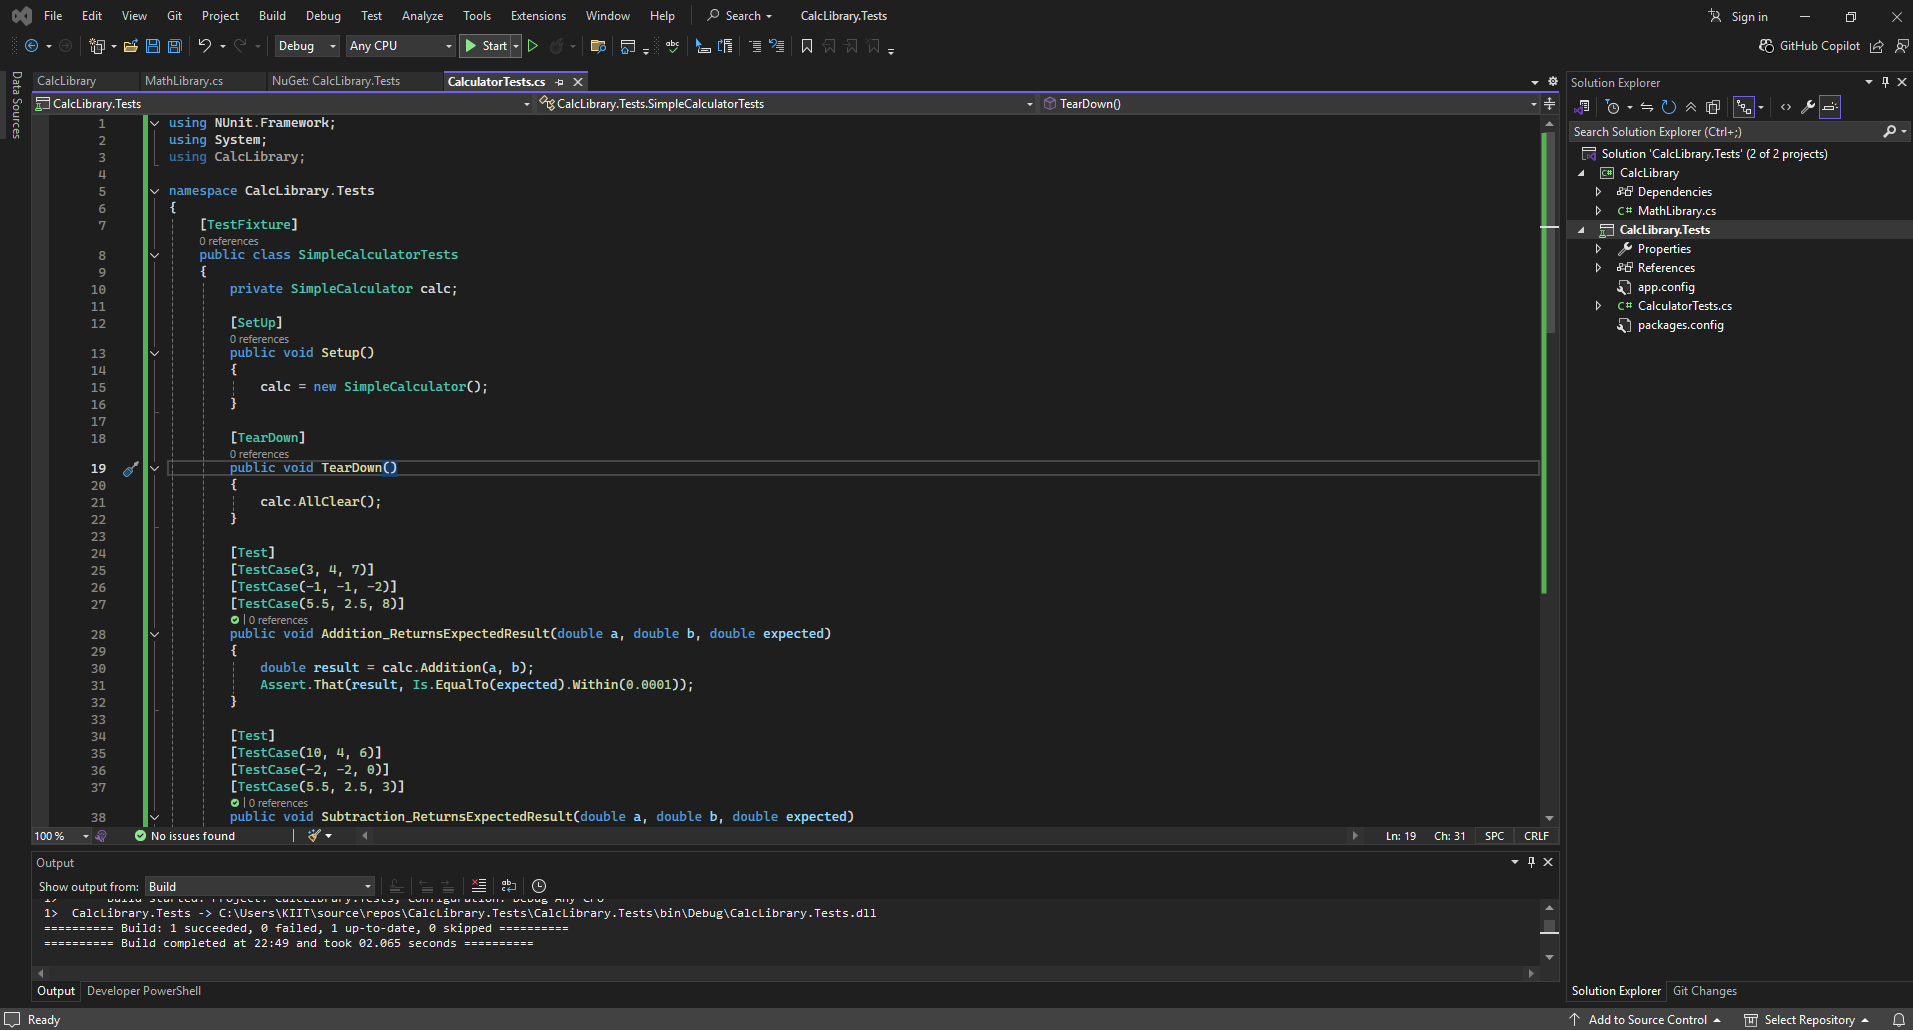 File Edit View Git Project Build Debug Test Analyze Tools Extensions Window Help Search CalcLibrary.Tests Sign in
Debug Any CPU Start GitHub Copilot
Data Sources
CalcLibrary MathLibrary.cs NuGet: CalcLibrary.Tests CalculatorTests.cs
CalcLibrary.Tests CalcLibrary.Tests.SimpleCalculatorTests TearDown()
1 using NUnit.Framework;
2 using System;
3 using CalcLibrary;
4
5 namespace CalcLibrary.Tests
6 {
7 [TestFixture]
0 references
8 public class SimpleCalculatorTests
9 {
10 private SimpleCalculator calc;
11
12 [SetUp]
0 references
13 public void Setup()
14 {
15 calc = new SimpleCalculator();
16 }
17
18 [TearDown]
0 references
19 public void TearDown()
20 {
21 calc.AllClear();
22 }
23
24 [Test]
25 [TestCase(3, 4, 7)]
26 [TestCase(-1, -1, -2)]
27 [TestCase(5.5, 2.5, 8)]
| 0 references
28 public void Addition_ReturnsExpectedResult(double a, double b, double expected)
29 {
30 double result = calc.Addition(a, b);
31 Assert.That(result, Is.EqualTo(expected).Within(0.0001));
32 }
33
34 [Test]
35 [TestCase(10, 4, 6)]
36 [TestCase(-2, -2, 0)]
37 [TestCase(5.5, 2.5, 3)]
| 0 references
38 public void Subtraction_ReturnsExpectedResult(double a, double b, double expected)
100 % No issues found Ln: 19 Ch: 31 SPC CRLF
Output
Show output from: Build
1> Build started: Project: CalcLibrary.Tests, Configuration: Debug Any CPU
1> CalcLibrary.Tests -> C:\Users\KIIT\source\repos\CalcLibrary.Tests\CalcLibrary.Tests\bin\Debug\CalcLibrary.Tests.dll
========== Build: 1 succeeded, 0 failed, 1 up-to-date, 0 skipped ==========
========== Build completed at 22:49 and took 02.065 seconds ==========
Output Developer PowerShell
Ready
Solution Explorer
Search Solution Explorer (Ctrl+;)
Solution 'CalcLibrary.Tests' (2 of 2 projects)
CalcLibrary
Dependencies
C# MathLibrary.cs
CalcLibrary.Tests
Properties
References
app.config
C# CalculatorTests.cs
packages.config
Solution Explorer Git Changes
Add to Source Control Select Repository